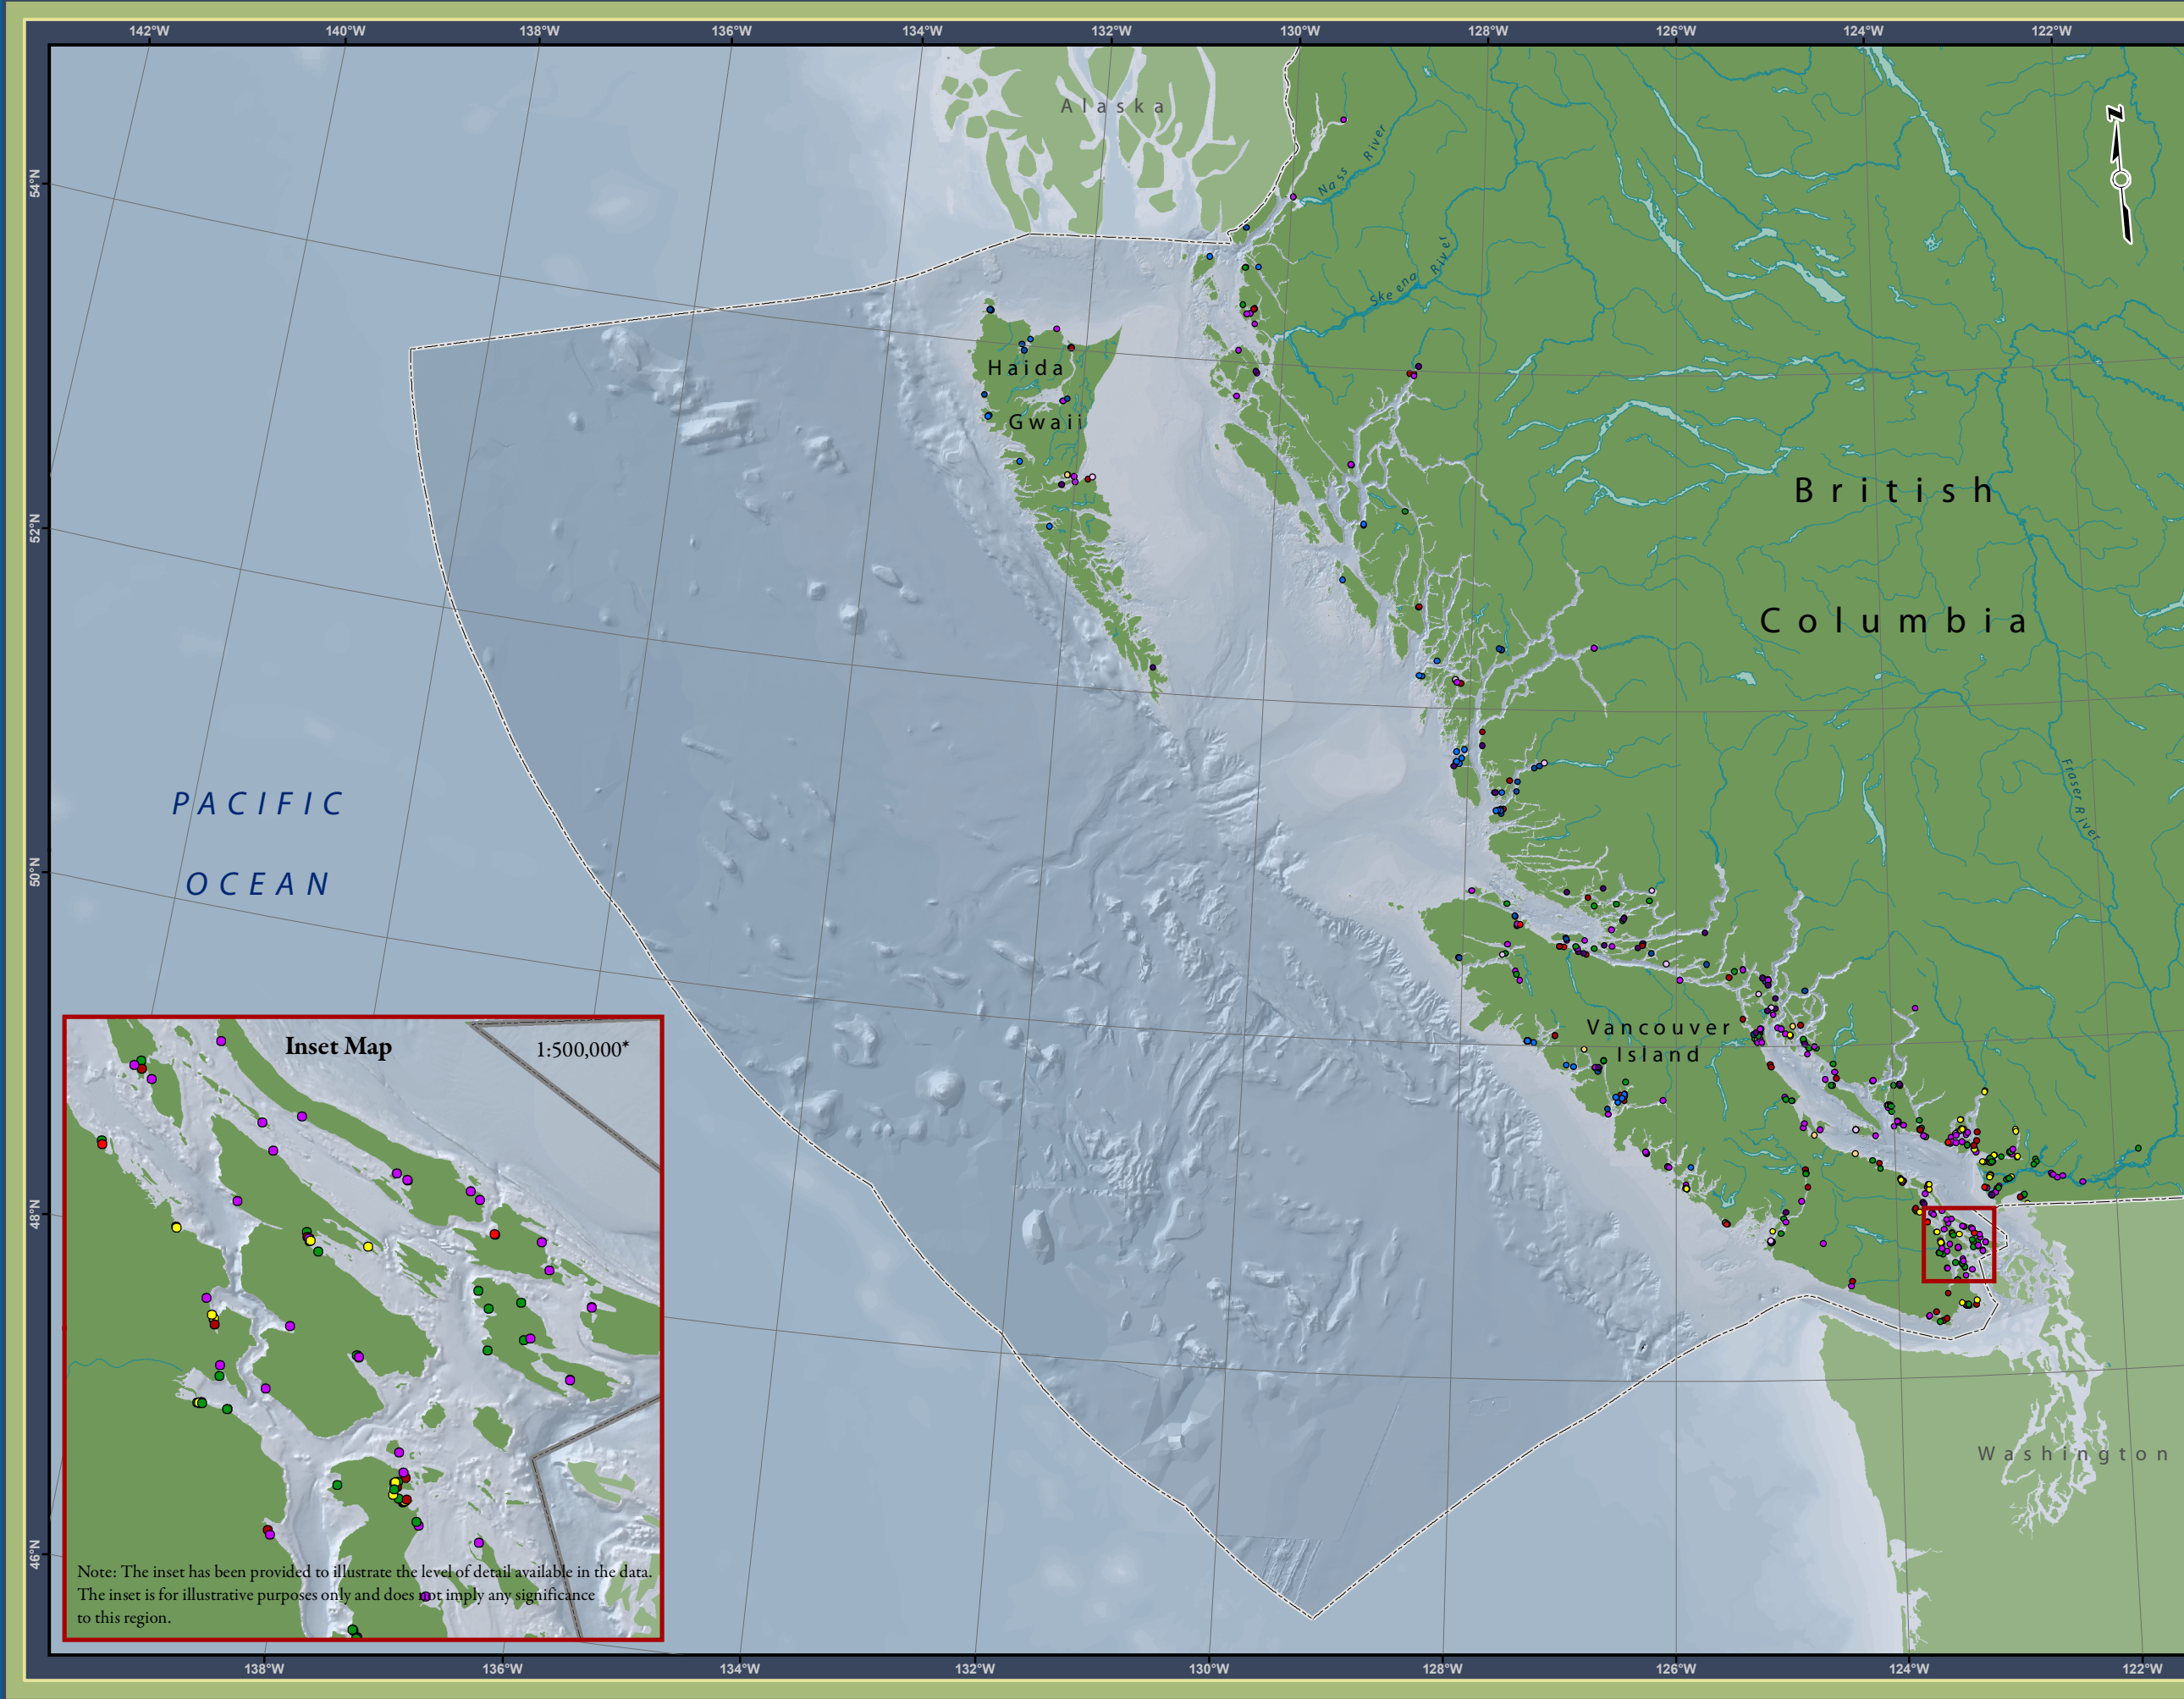 142°W 140°W 138°W 136°W 134°W 132°W 130°W 128°W 126°W 124°W 122°W
Alaska
N
54°N
Nass River
Skeena River
Haida
Gwaii
British
52°N
Columbia
PACIFIC
Fraser River
OCEAN
50°N
Vancouver
Island
Inset Map
1:500,000*
48°N
Washington
46°N
Note: The inset has been provided to illustrate the level of detail available in the data.
The inset is for illustrative purposes only and does not imply any significance
to this region.
138°W 136°W 134°W 132°W 130°W 128°W 126°W 124°W 122°W